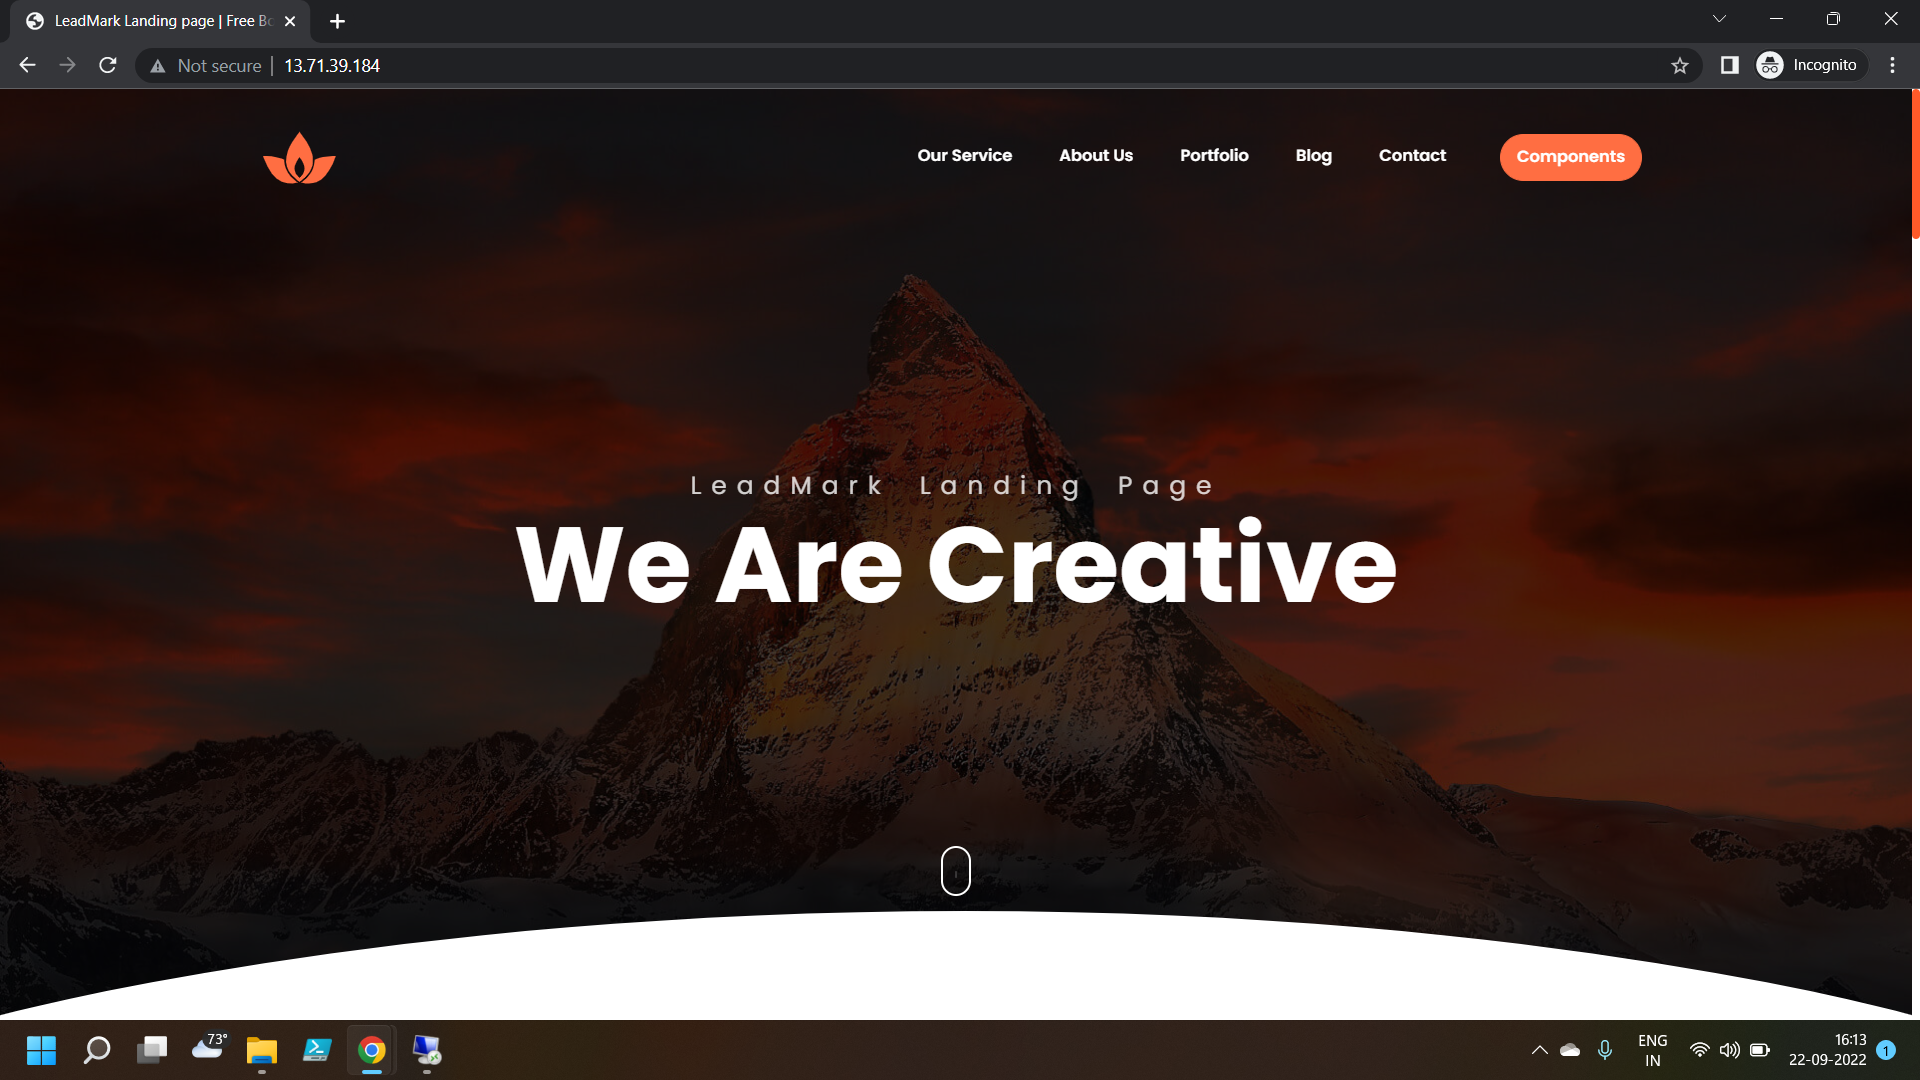 LeadMark Landing page | Free Bo
Not secure
13.71.39.184
Incognito
Our Service
About Us
Portfolio
Blog
Contact
Components
LeadMark Landing Page
We Are Creative
73°
ENG
IN
16:13
22-09-2022
1